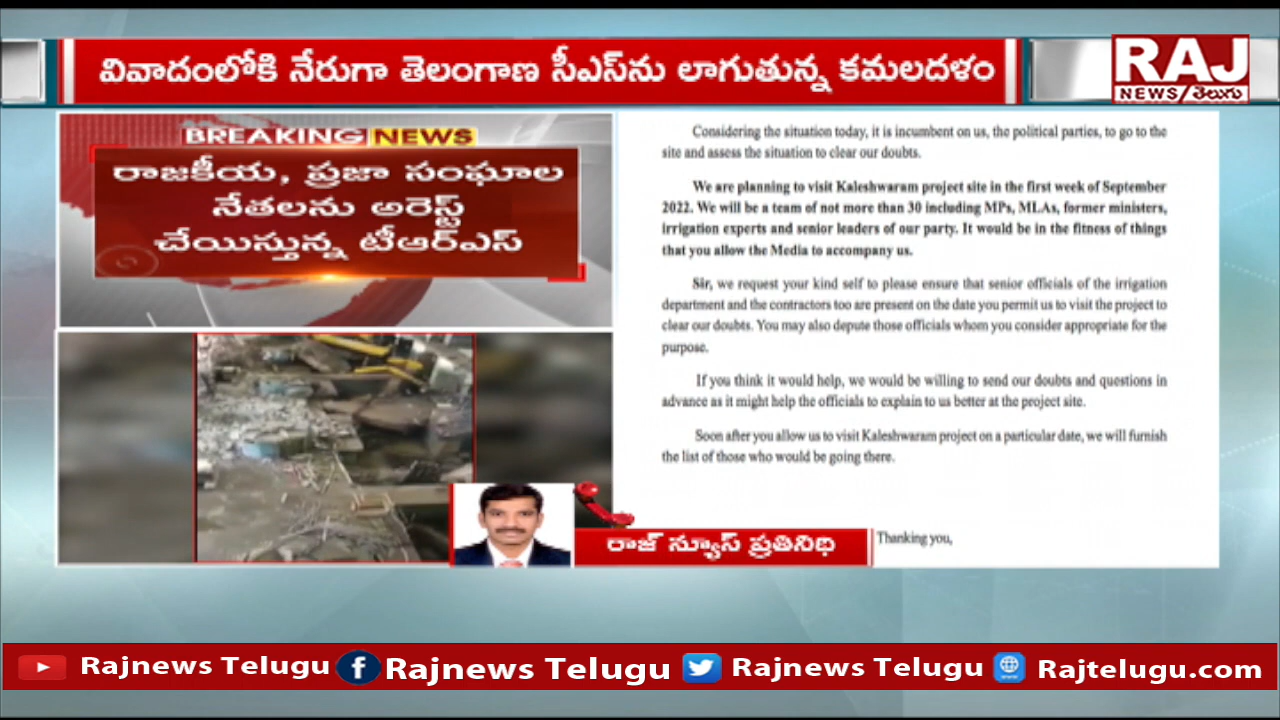 వివాదంలోకి నేరుగా తెలంగాణ సీఎస్‌ను లాగుతున్న కమలదళం
RAJ
NEWS తెలుగు
BREAKING NEWS
రాజకీయ, ప్రజా సంఘాల
నేతలను అరెస్ట్
చేయిస్తున్న టీఆర్ఎస్
Considering the situation today, it is incumbent on us, the political parties, to go to the
site and assess the situation to clear our doubts.
We are planning to visit Kaleshwaram project site in the first week of September
2022. We will be a team of not more than 30 including MPs, MLAs, former ministers,
irrigation experts and senior leaders of our party. It would be in the fitness of things
that you allow the Media to accompany us.
Sir, we request your kind self to please ensure that senior officials of the irrigation
department and the contractors too are present on the date you permit us to visit the project to
clear our doubts. You may also depute those officials whom you consider appropriate for the
purpose.
If you think it would help, we would be willing to send our doubts and questions in
advance as it might help the officials to explain to us better at the project site.
Soon after you allow us to visit Kaleshwaram project on a particular date, we will furnish
the list of those who would be going there.
Thanking you,
రాజ్ న్యూస్ ప్రతినిధి
Rajnews Telugu Rajnews Telugu Rajnews Telugu Rajtelugu.com